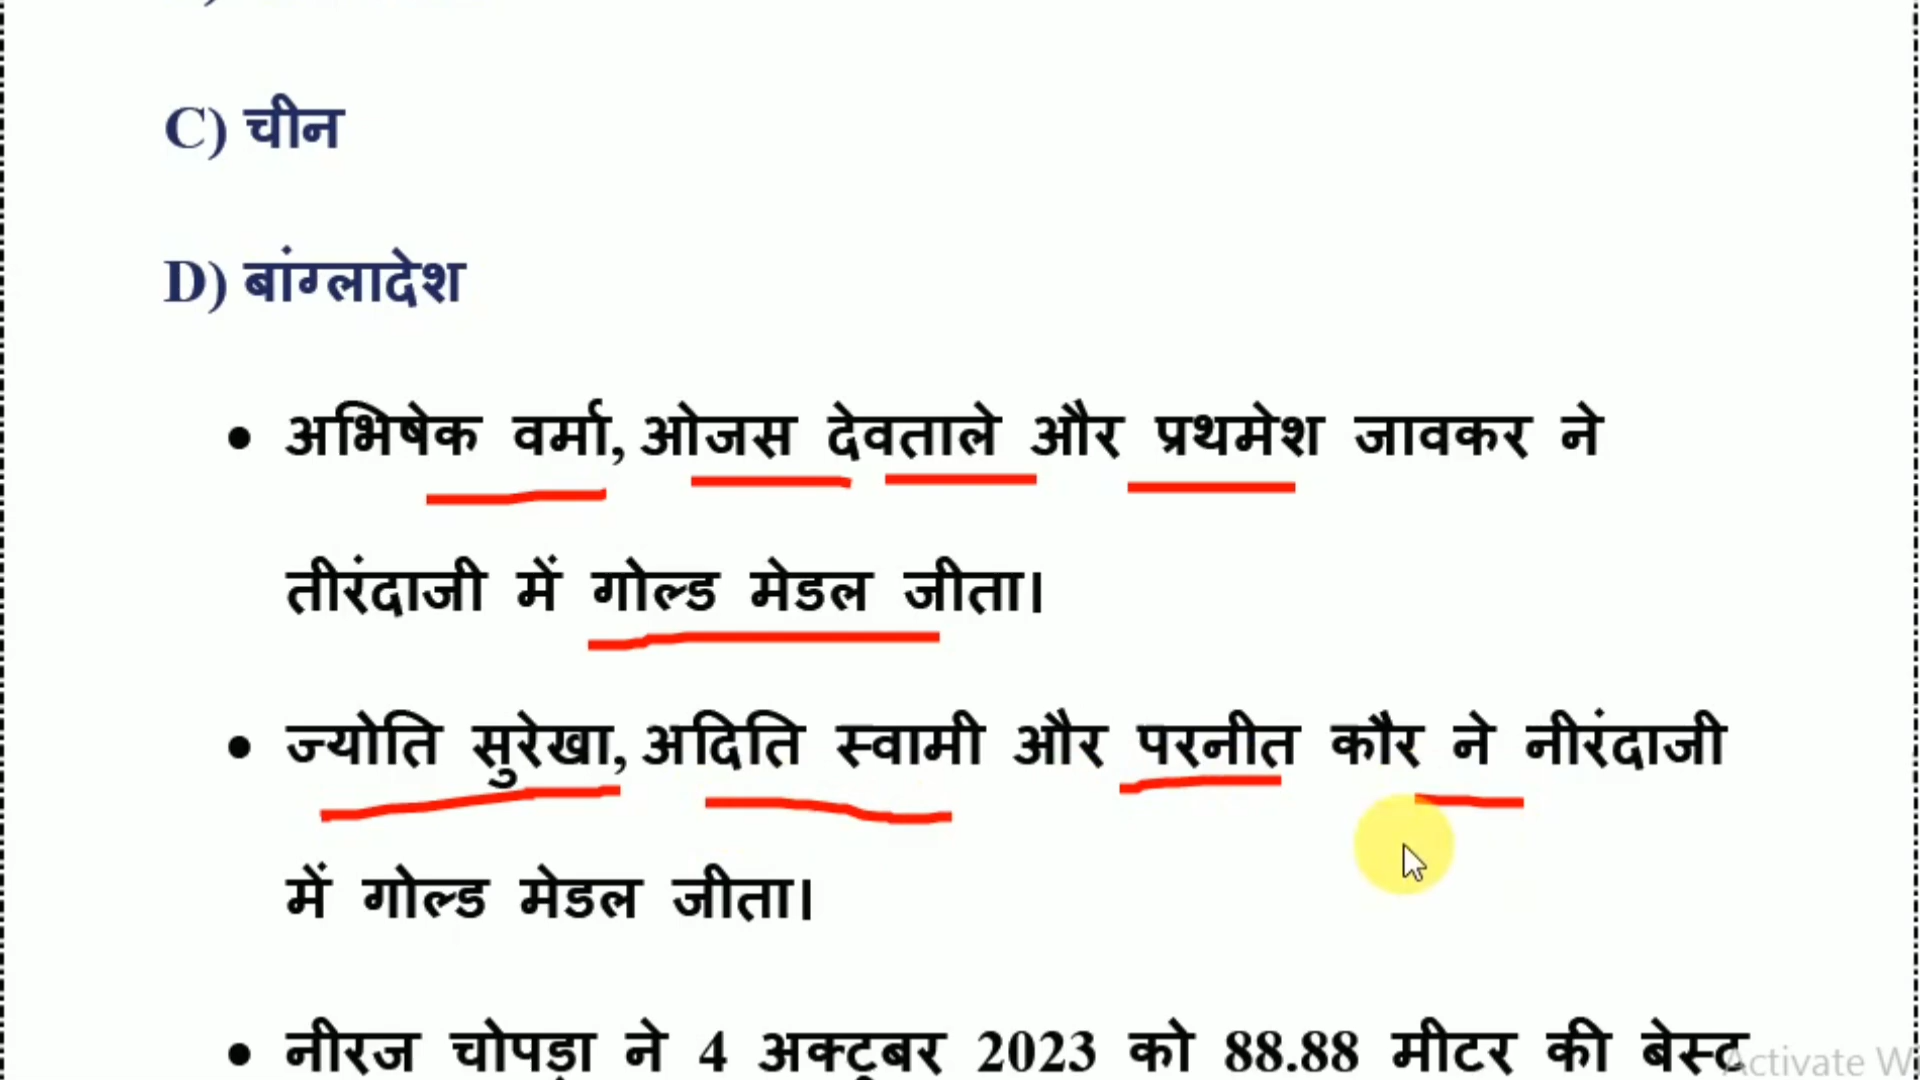 C) चीन
D) बांग्लादेश
• अभिषेक वर्मा, ओजस देवताले और प्रथमेश जावकर ने
तीरंदाजी में गोल्ड मेडल जीता।
• ज्योति सुरेखा, अदिति स्वामी और परनीत कौर ने नीरंदाजी
में गोल्ड मेडल जीता।
• नीरज चोपड़ा ने 4 अक्टूबर 2023 को 88.88 मीटर की बेस्ट
Activate W